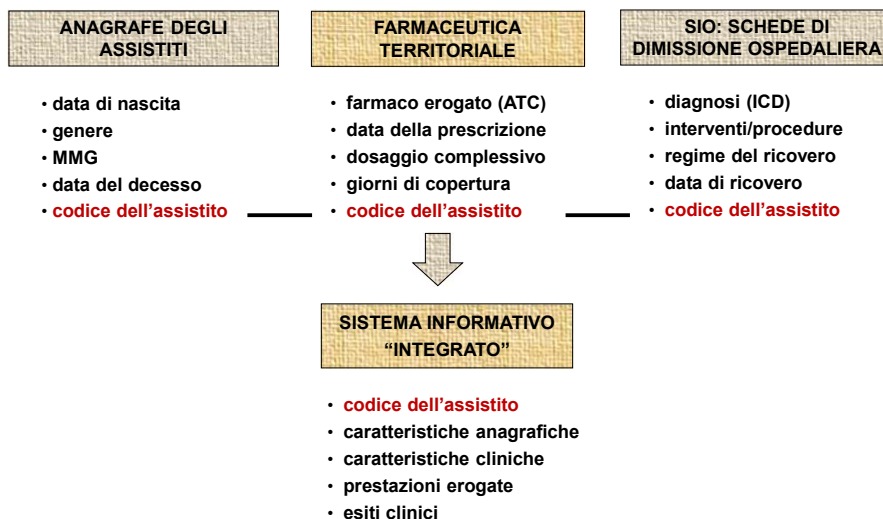 ANAGRAFE DEGLI
ASSISTITI
• data di nascita
• genere
• MMG
• data del decesso
• codice dell'assistito
FARMACEUTICA
TERRITORIALE
• farmaco erogato (ATC)
• data della prescrizione
• dosaggio complessivo
• giorni di copertura
• codice dell'assistito
SIO: SCHEDE DI
DIMISSIONE OSPEDALIERA
• diagnosi (ICD)
• interventi/procedure
• regime del ricovero
• data di ricovero
• codice dell'assistito
SISTEMA INFORMATIVO
“INTEGRATO”
• codice dell'assistito
• caratteristiche anagrafiche
• caratteristiche cliniche
• prestazioni erogate
• esiti clinici